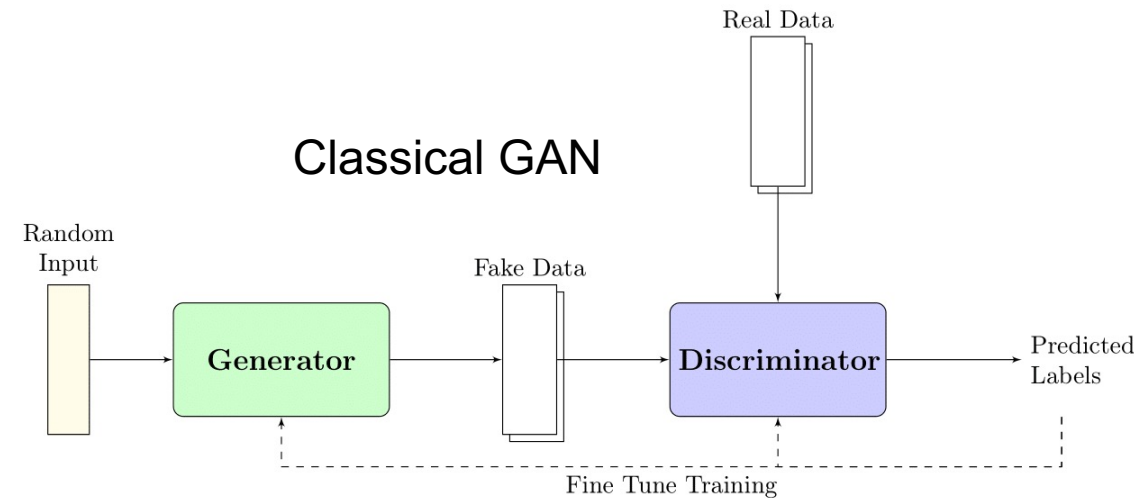 Real Data
Classical GAN
Random
Input
Fake Data
Generator
Discriminator
Predicted
Labels
Fine Tune Training